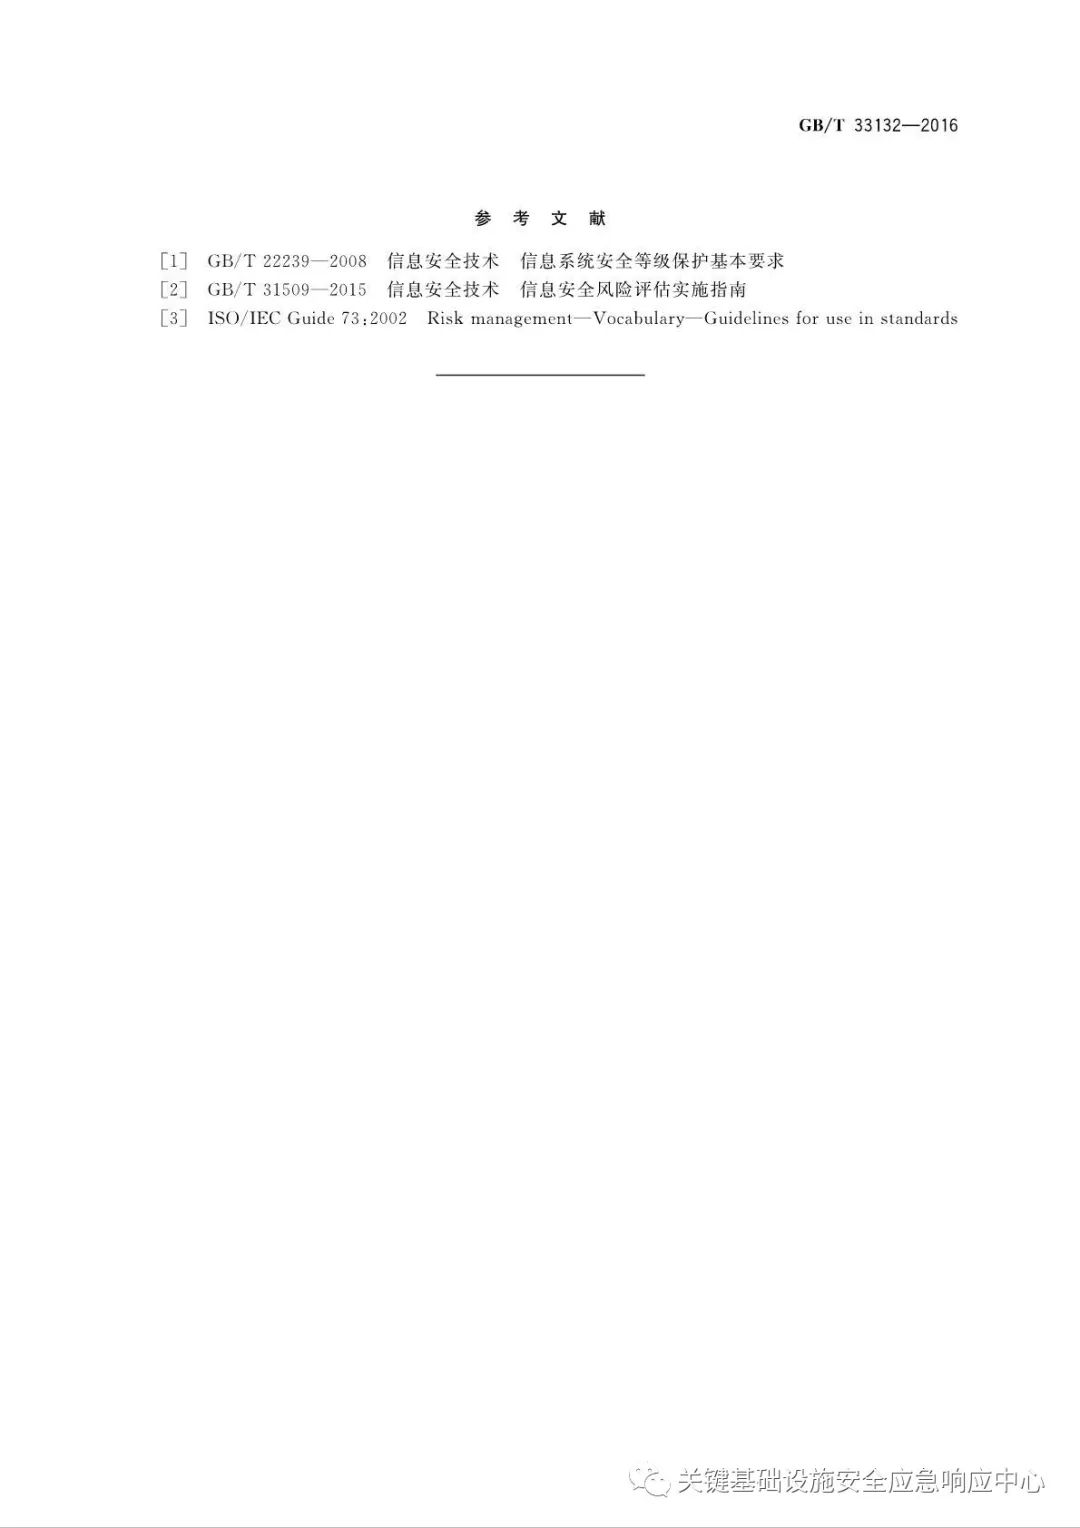 GB/T 33132—2016
参 考 文 献
[1] GB/T 22239—2008 信息安全技术 信息系统安全等级保护基本要求
[2] GB/T 31509—2015 信息安全技术 信息安全风险评估实施指南
[3] ISO/IEC Guide 73:2002 Risk management—Vocabulary—Guidelines for use in standards
关键基础设施安全应急响应中心